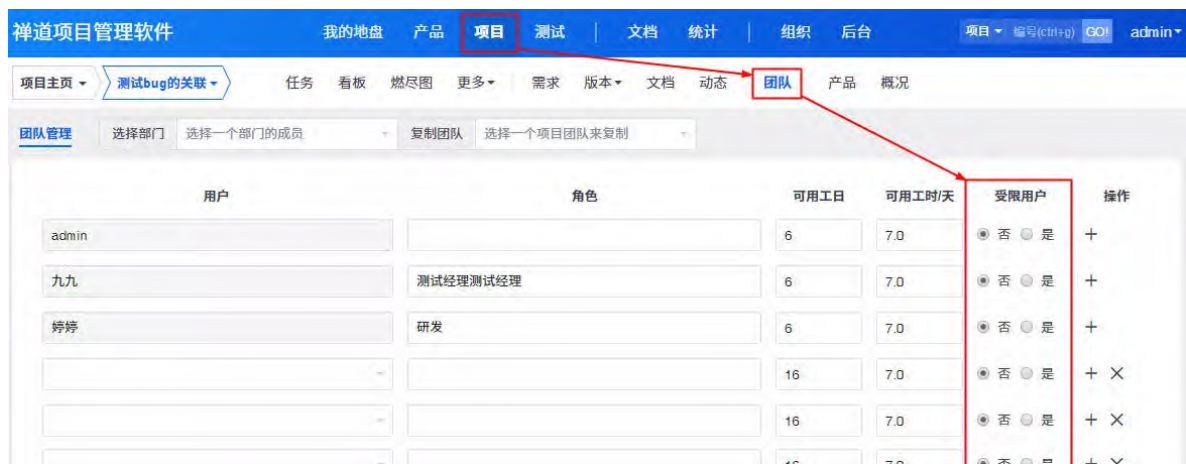 禅道项目管理软件 我的地盘 产品 项目 测试 文档 统计 组织 后台 项目 编号(ctrl+g) GO! admin
项目主页 测试bug的关联 任务 看板 燃尽图 更多 需求 版本 文档 动态 团队 产品 概况
团队管理 选择部门 选择一个部门的成员 复制团队 选择一个项目团队来复制
用户 角色 可用工日 可用工时/天 受限用户 操作
admin 6 7.0 否 是 +
九九 测试经理测试经理 6 7.0 否 是 +
婷婷 研发 6 7.0 否 是 +
16 7.0 否 是 + ×
16 7.0 否 是 + ×
16 7.0 否 是 + ×